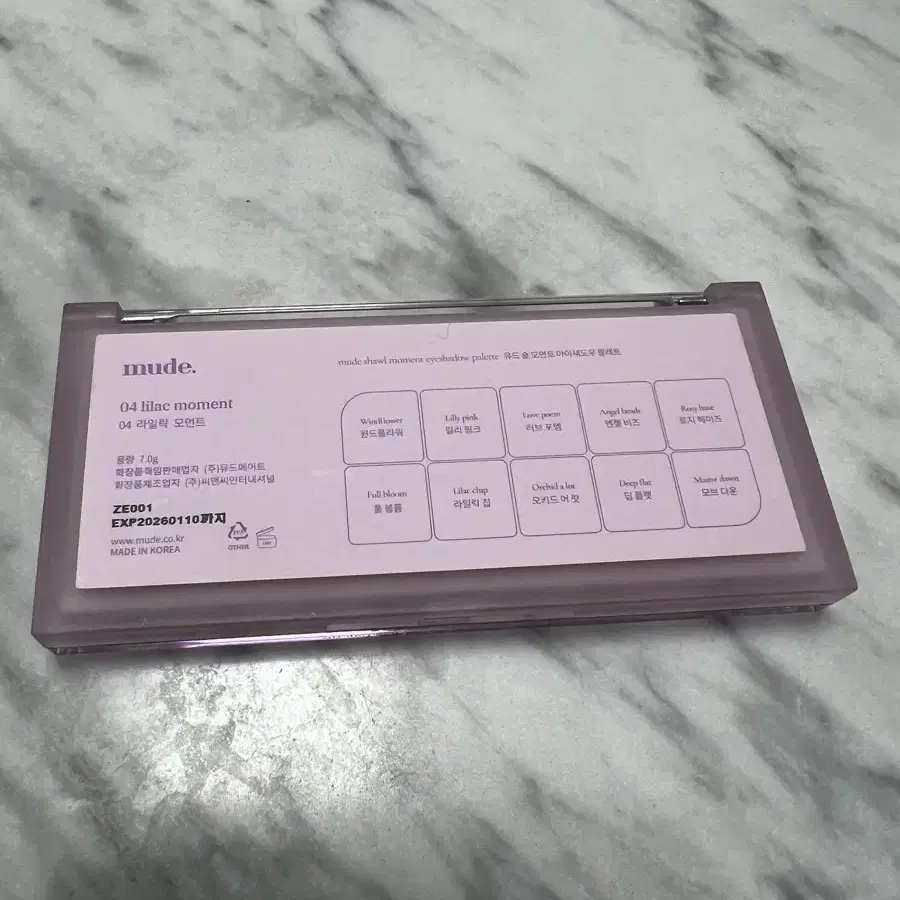 mude.
04 lilac moment
04 라일락 모먼트
용량 7.0g
화장품책임판매업자 (주)뮤드메이트
화장품제조업자 (주)씨앤씨인터내셔널
ZE001
EXP20260110까지
www.mude.co.kr
MADE IN KOREA
OTHER
mude shawl moment eyeshadow palette 뮤드 숄 모먼트 아이섀도우 팔레트
Windflower
윈드플라워
Lilly pink
릴리 핑크
Love poem
러브 포엠
Angel beads
엔젤 비즈
Rosy haze
로지 헤이즈
Full bloom
풀 블룸
Lilac chip
라일락 칩
Orchid a lot
오키드 어 랏
Deep flat
딥 플랫
Mauve down
모브 다운